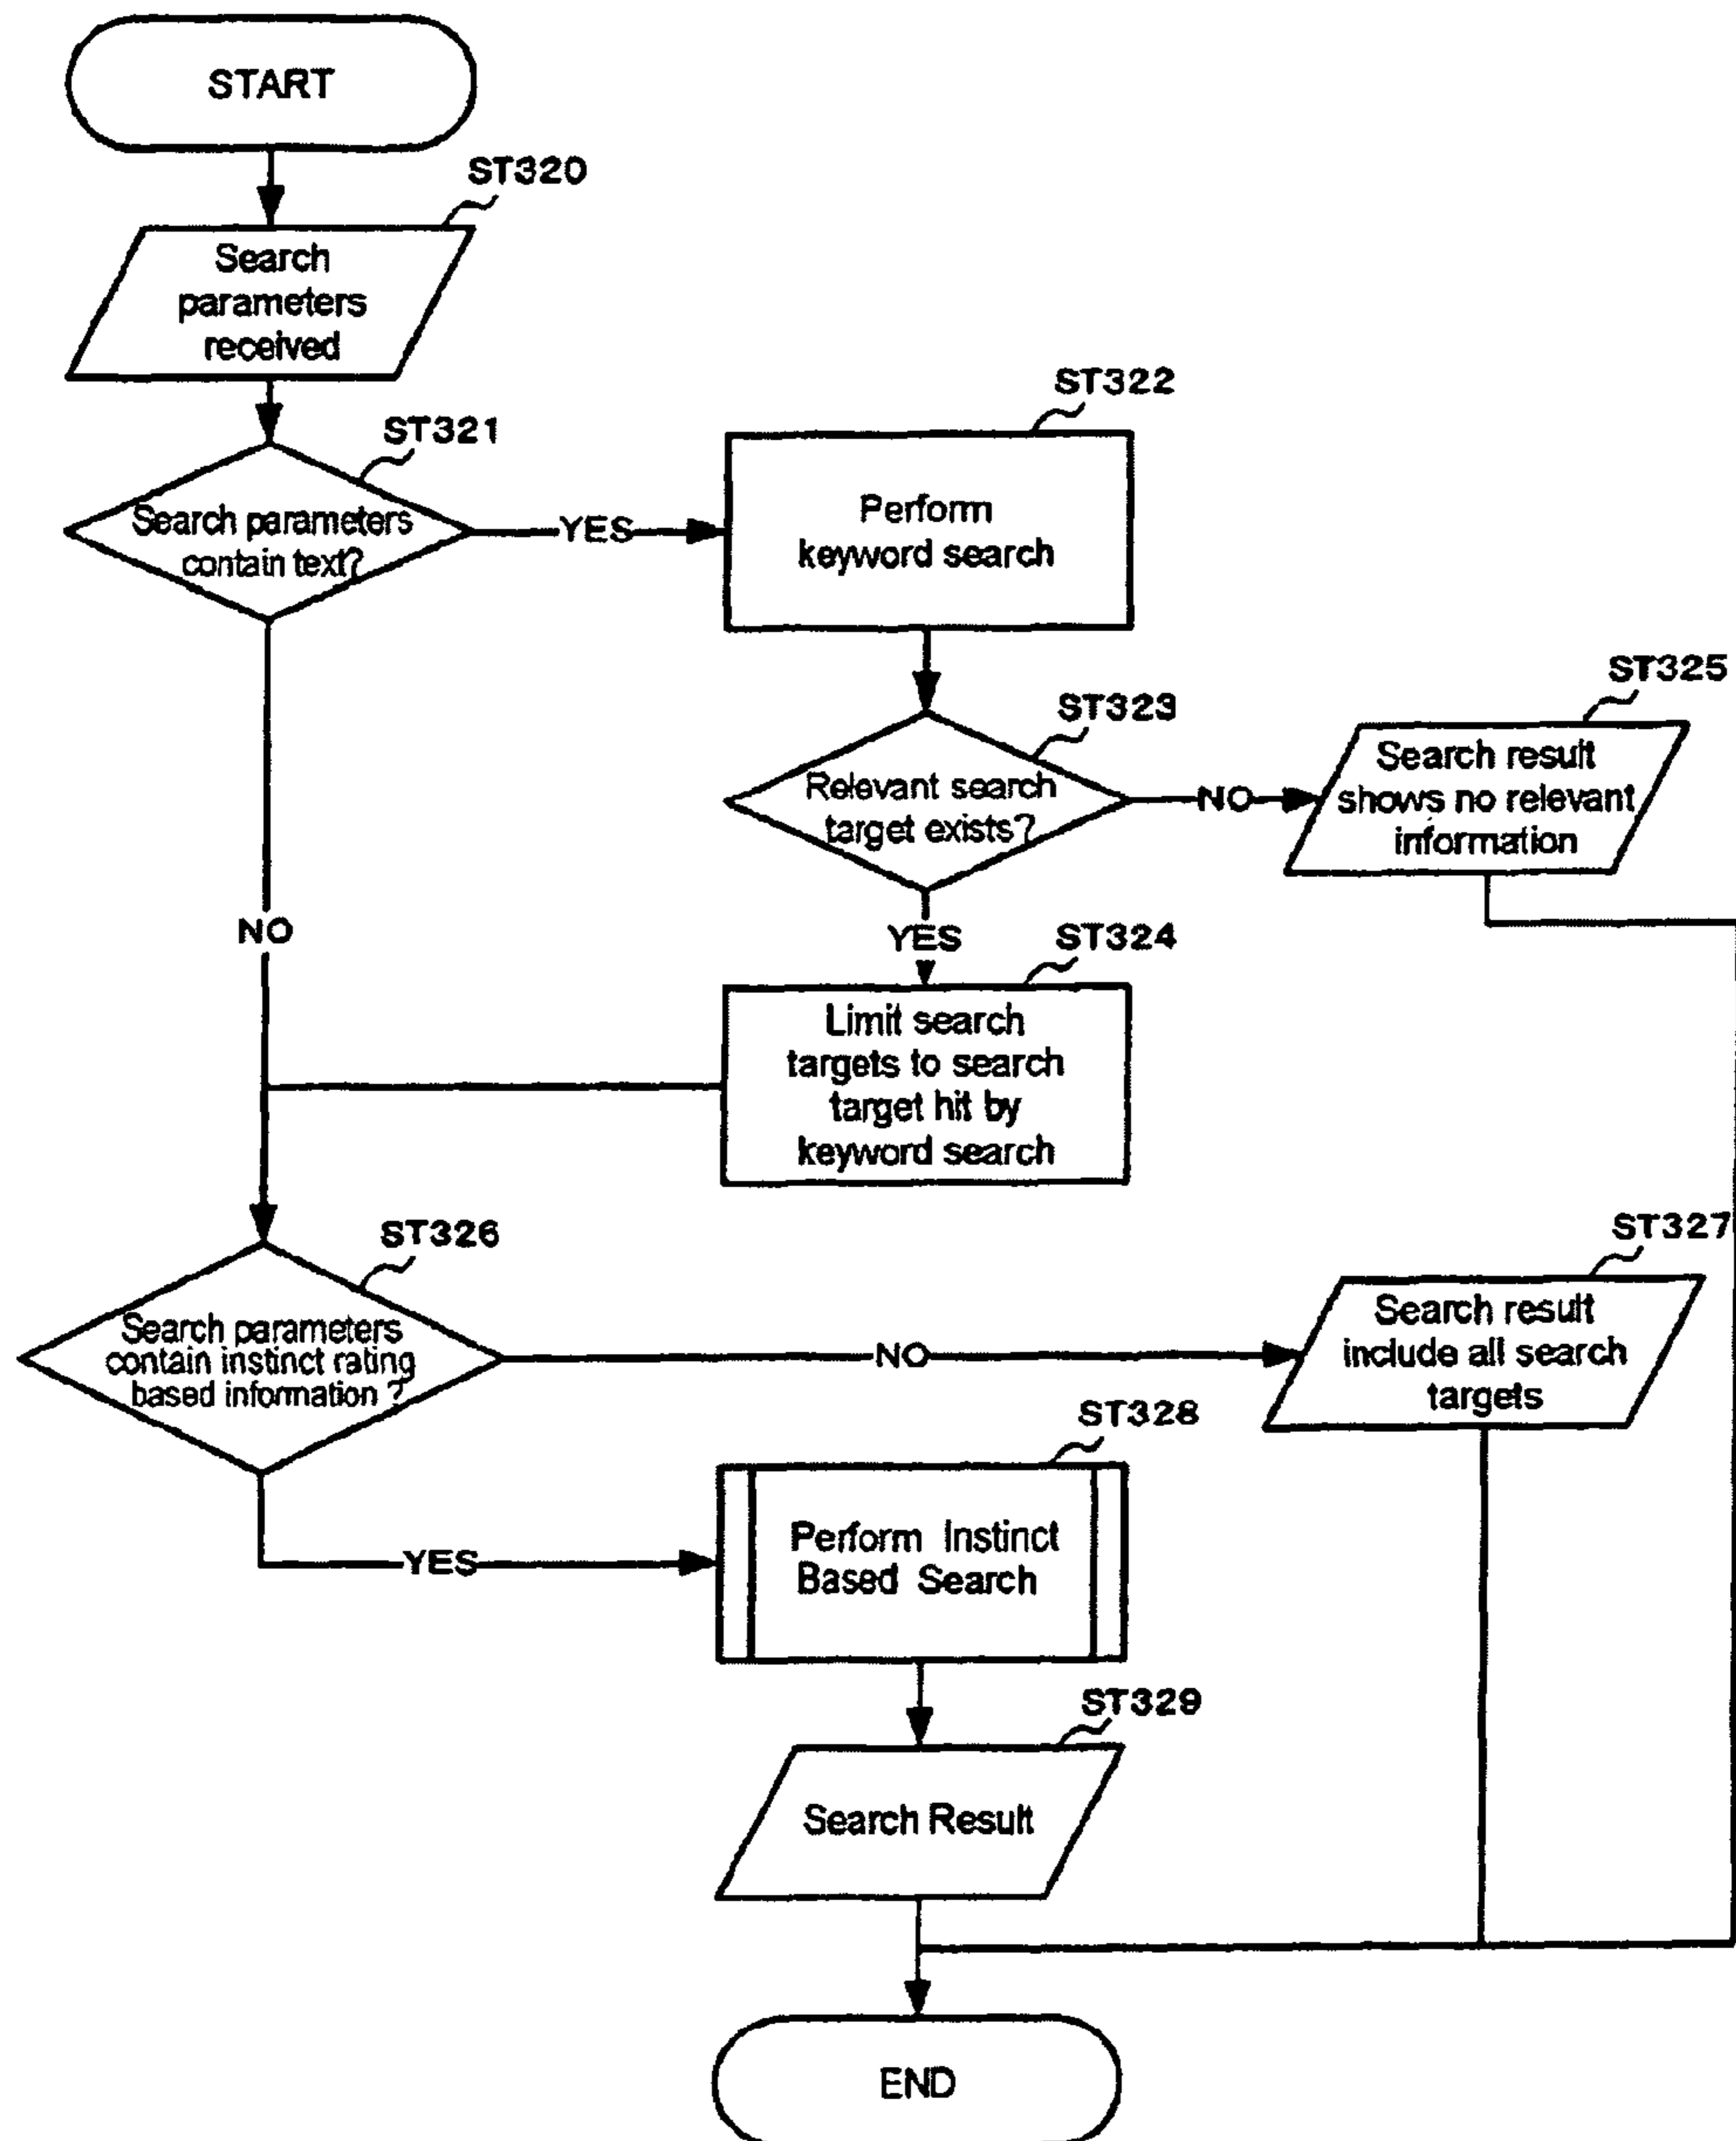 START
ST320
Search
parameters
received
ST321
Search parameters
contain text?
YES
ST322
Perform
keyword search
ST323
Relevant search
target exists?
NO
ST325
Search result
shows no relevant
information
NO
YES
ST324
Limit search
targets to search
target hit by
keyword search
ST326
Search parameters
contain instinct rating
based information ?
NO
ST327
Search result
include all search
targets
YES
ST328
Perform Instinct
Based Search
ST329
Search Result
END